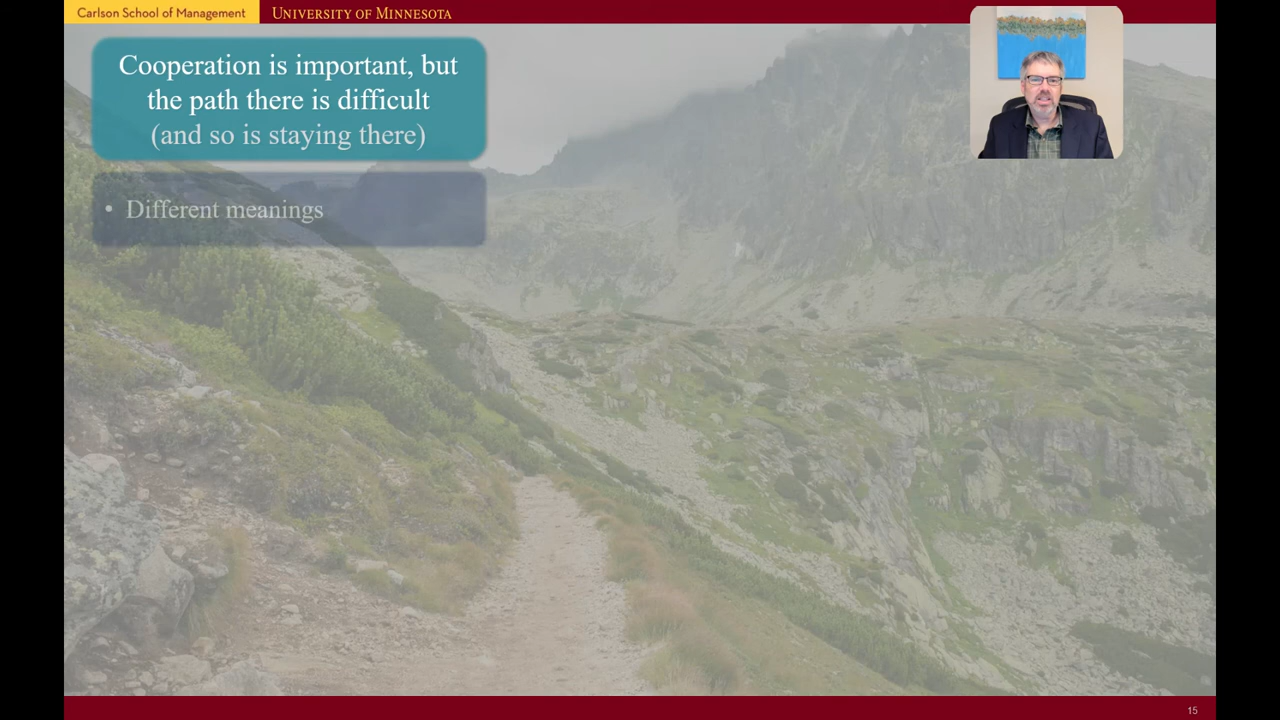 Carlson School of Management
UNIVERSITY OF MINNESOTA
Cooperation is important, but
the path there is difficult
(and so is staying there)
• Different meanings
15